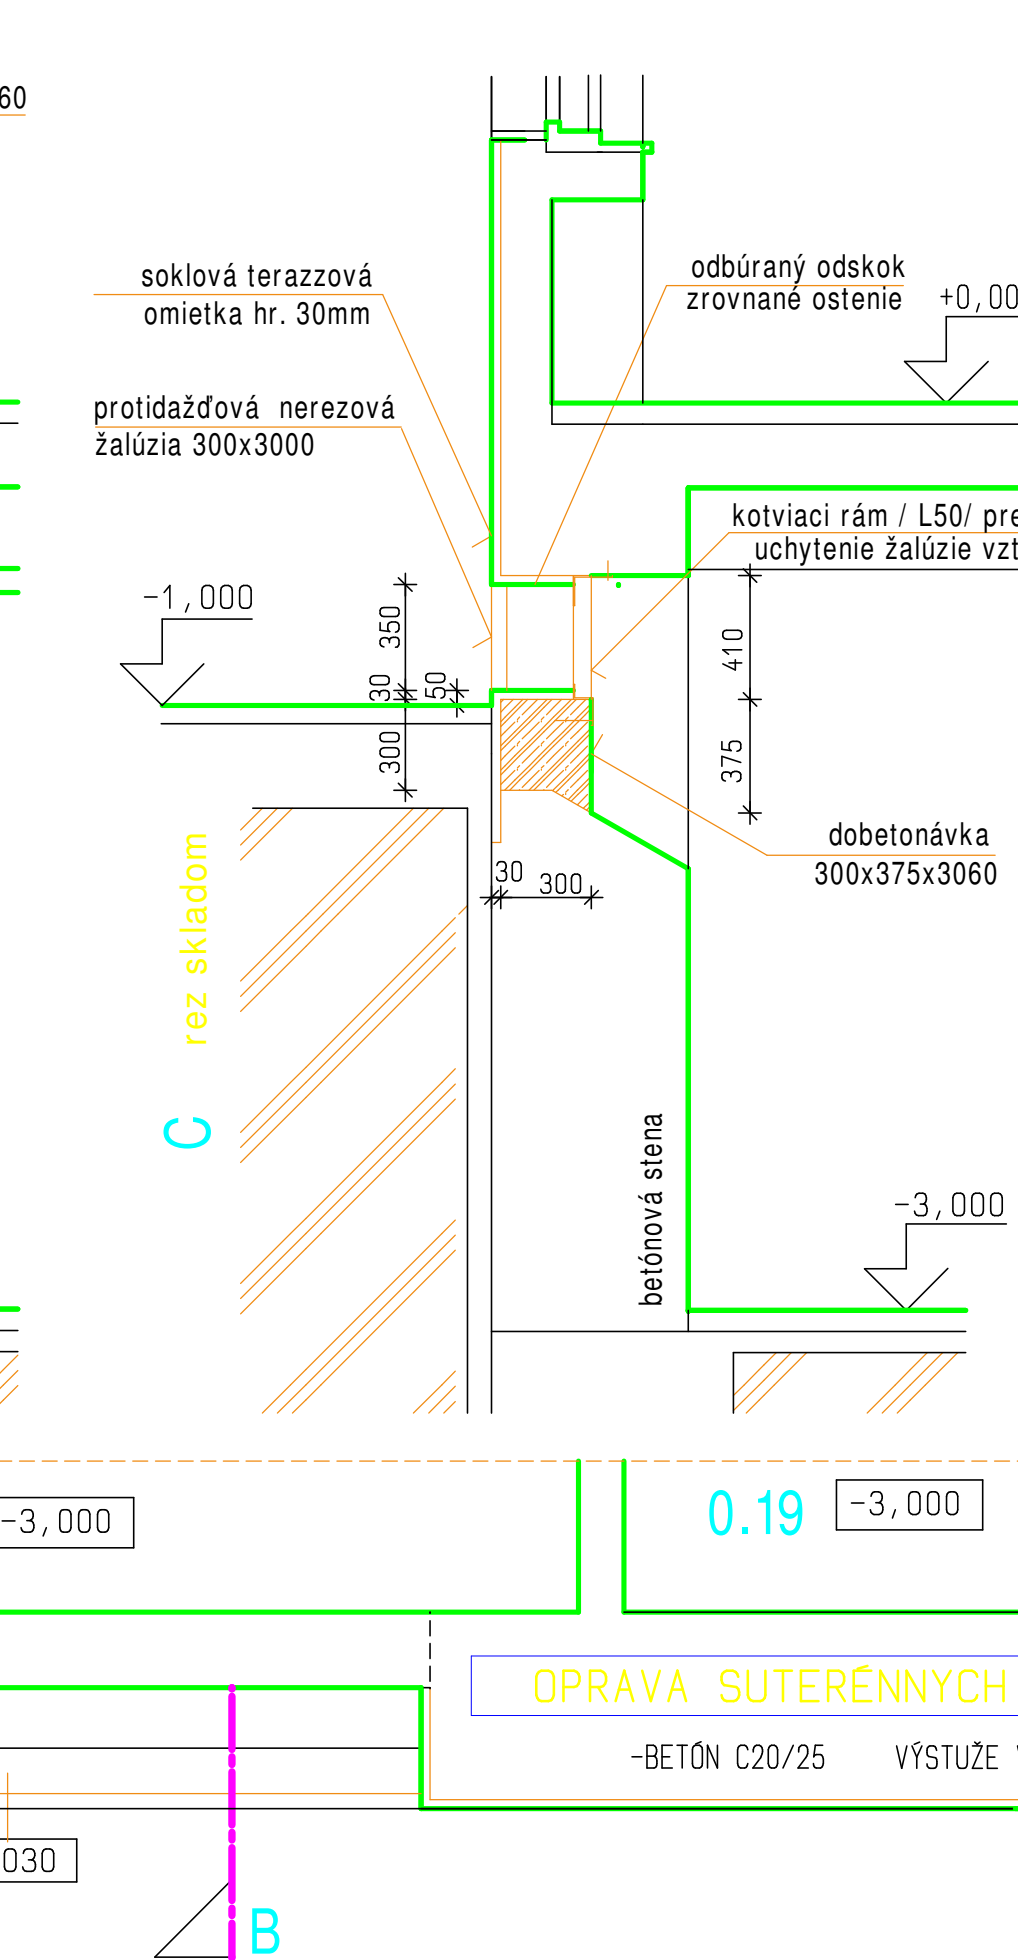 60
soklová terazzová
omietka hr. 30mm
odbúraný odskok
zrovnané ostenie
+0,00
protidažďová nerezová
žalúzia 300x3000
kotviaci rám / L50/ pre
uchytenie žalúzie vzt
-1,000
350
30
50
300
410
375
dobetonávka
300x375x3060
30
300
rez skladom
C
betónová stena
-3,000
-3,000
0.19
-3,000
OPRAVA SUTERÉNNYCH
-BETÓN C20/25 VÝSTUŽE
030
B